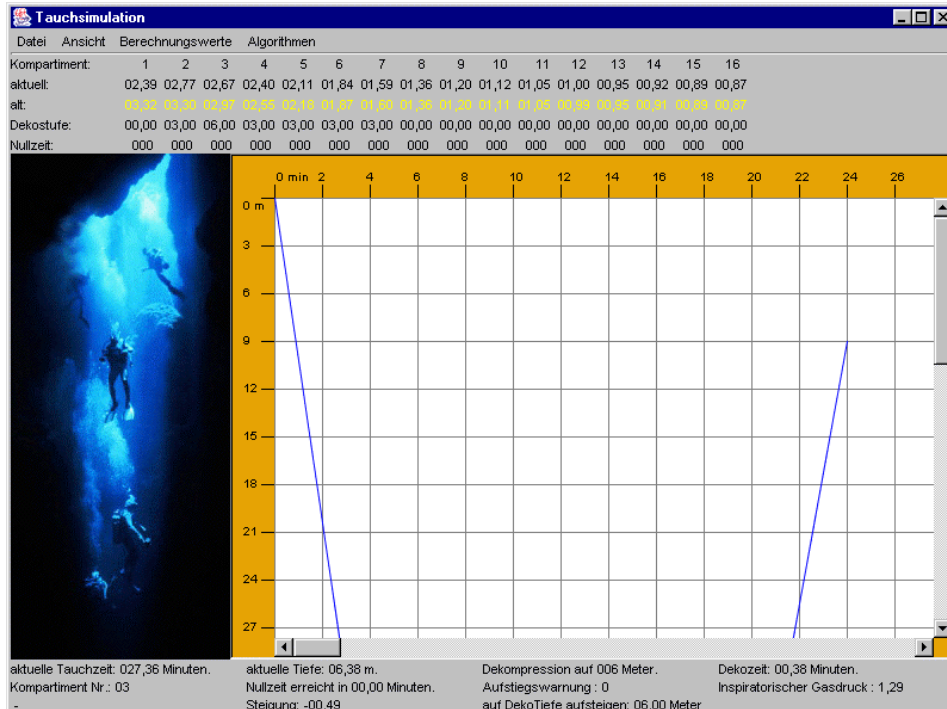 Tauchsimulation
Datei Ansicht Berechnungswerte Algorithmen
Kompartiment: 1 2 3 4 5 6 7 8 9 10 11 12 13 14 15 16
aktuell: 02,39 02,77 02,67 02,40 02,11 01,84 01,59 01,36 01,20 01,12 01,05 01,00 00,95 00,92 00,89 00,87
alt: 03,32 03,30 02,97 02,55 02,18 01,87 01,60 01,36 01,20 01,11 01,05 00,99 00,95 00,91 00,89 00,87
Dekostufe: 00,00 03,00 06,00 03,00 03,00 03,00 03,00 00,00 00,00 00,00 00,00 00,00 00,00 00,00 00,00 00,00
Nullzeit: 000 000 000 000 000 000 000 000 000 000 000 000 000 000 000 000
0 min 2 4 6 8 10 12 14 16 18 20 22 24 26
0 m
3
6
9
12
15
18
21
24
27
aktuelle Tauchzeit: 027,36 Minuten. aktuelle Tiefe: 06,38 m. Dekompression auf 006 Meter. Dekozeit: 00,38 Minuten.
Kompartiment Nr.: 03 Nullzeit erreicht in 00,00 Minuten. Aufstiegswarnung : 0 Inspiratorischer Gasdruck : 1,29
- Steigung: -00,49 auf DekoTiefe aufsteigen: 06,00 Meter